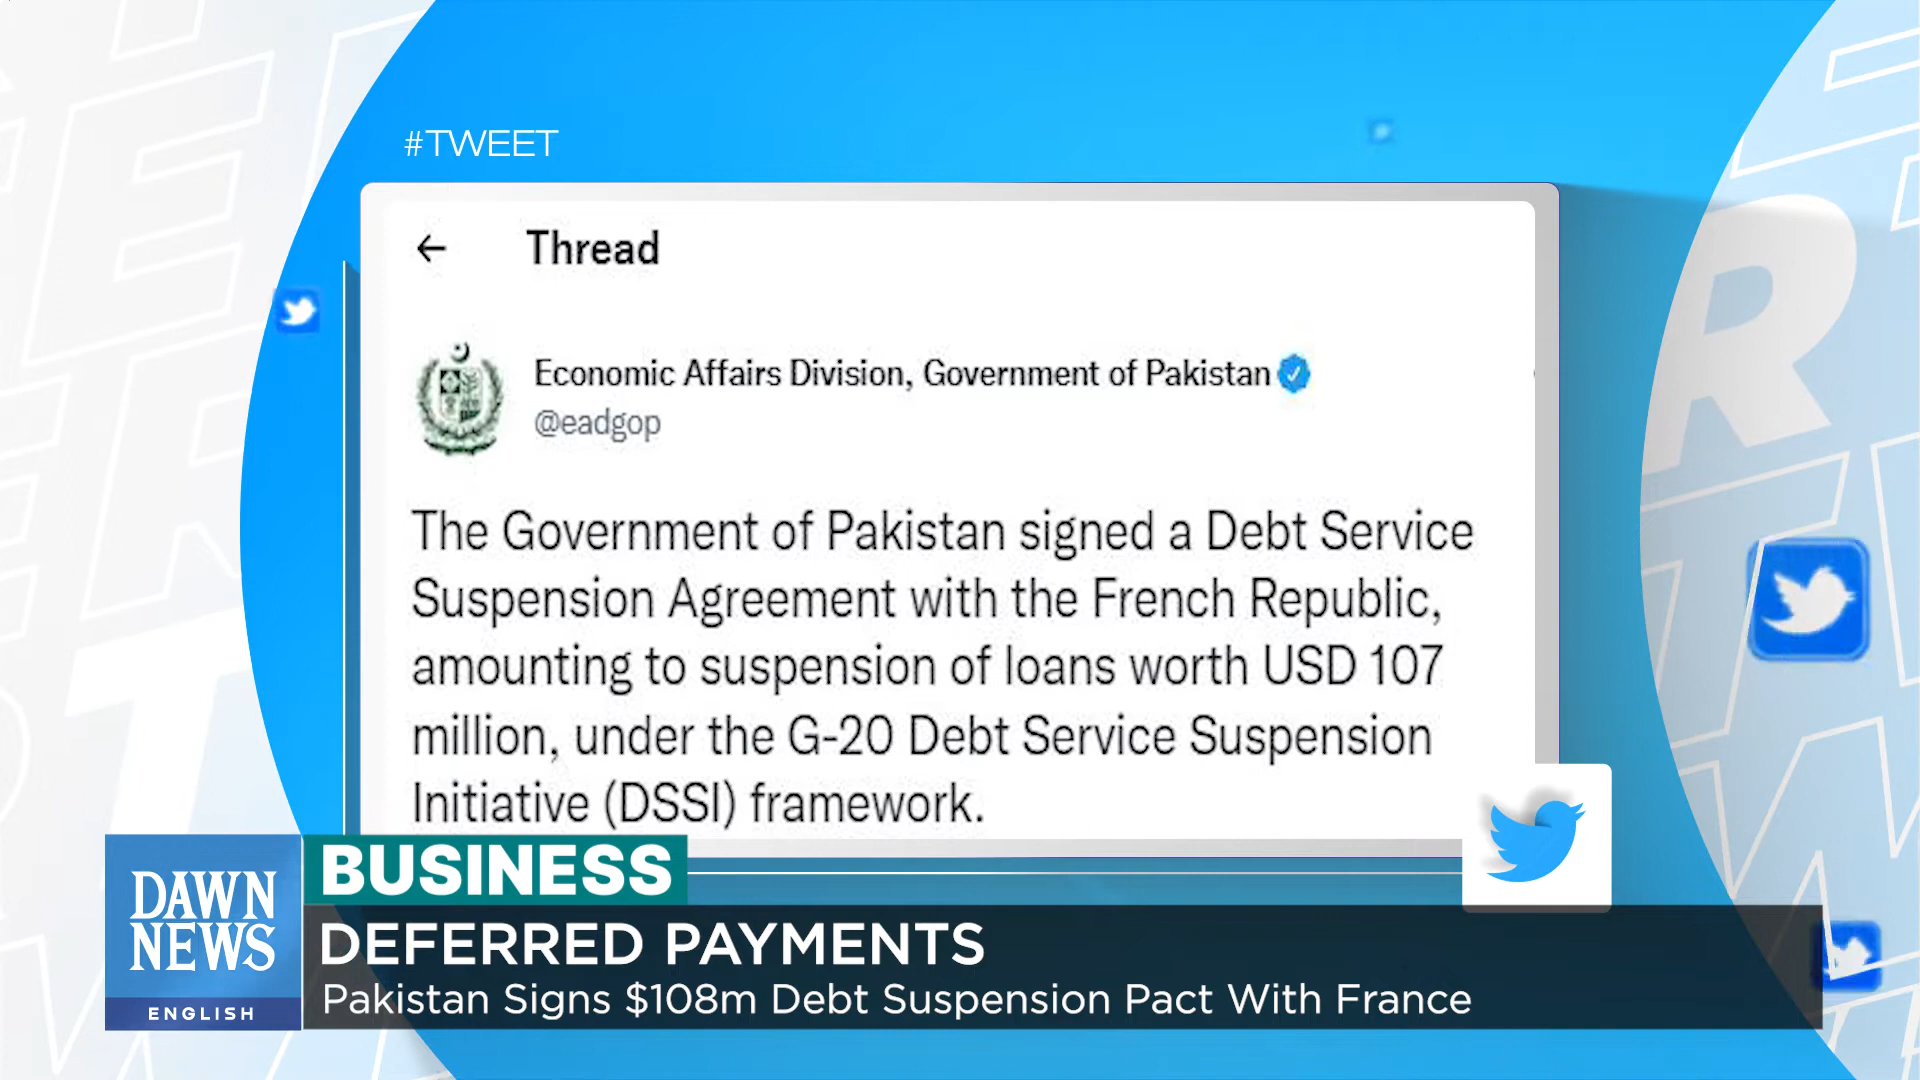 #TWEET
Thread
Economic Affairs Division, Government of Pakistan
@eadgop
The Government of Pakistan signed a Debt Service
Suspension Agreement with the French Republic,
amounting to suspension of loans worth USD 107
million, under the G-20 Debt Service Suspension
Initiative (DSSI) framework.
BUSINESS
DAWN
NEWS
ENGLISH
DEFERRED PAYMENTS
Pakistan Signs $108m Debt Suspension Pact With France